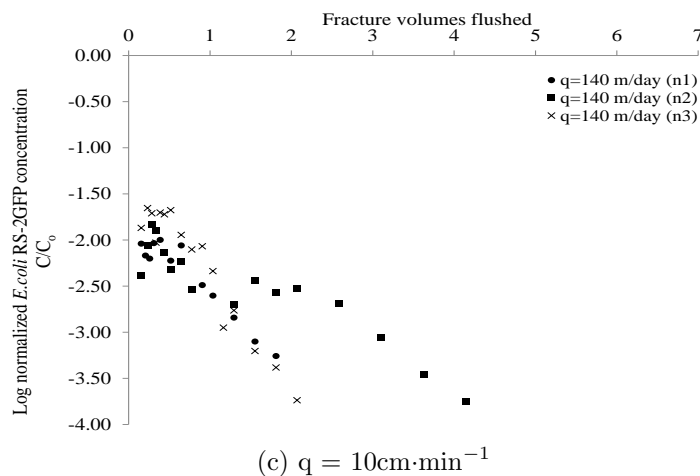 Fracture volumes flushed
0 1 2 3 4 5 6 7
0.00
-0.50
-1.00
-1.50
-2.00
-2.50
-3.00
-3.50
-4.00
Log normalized E.coli RS-2GFP concentration
C/Co
q=140 m/day (n1)
q=140 m/day (n2)
q=140 m/day (n3)
(c) q = 10cm·min⁻¹